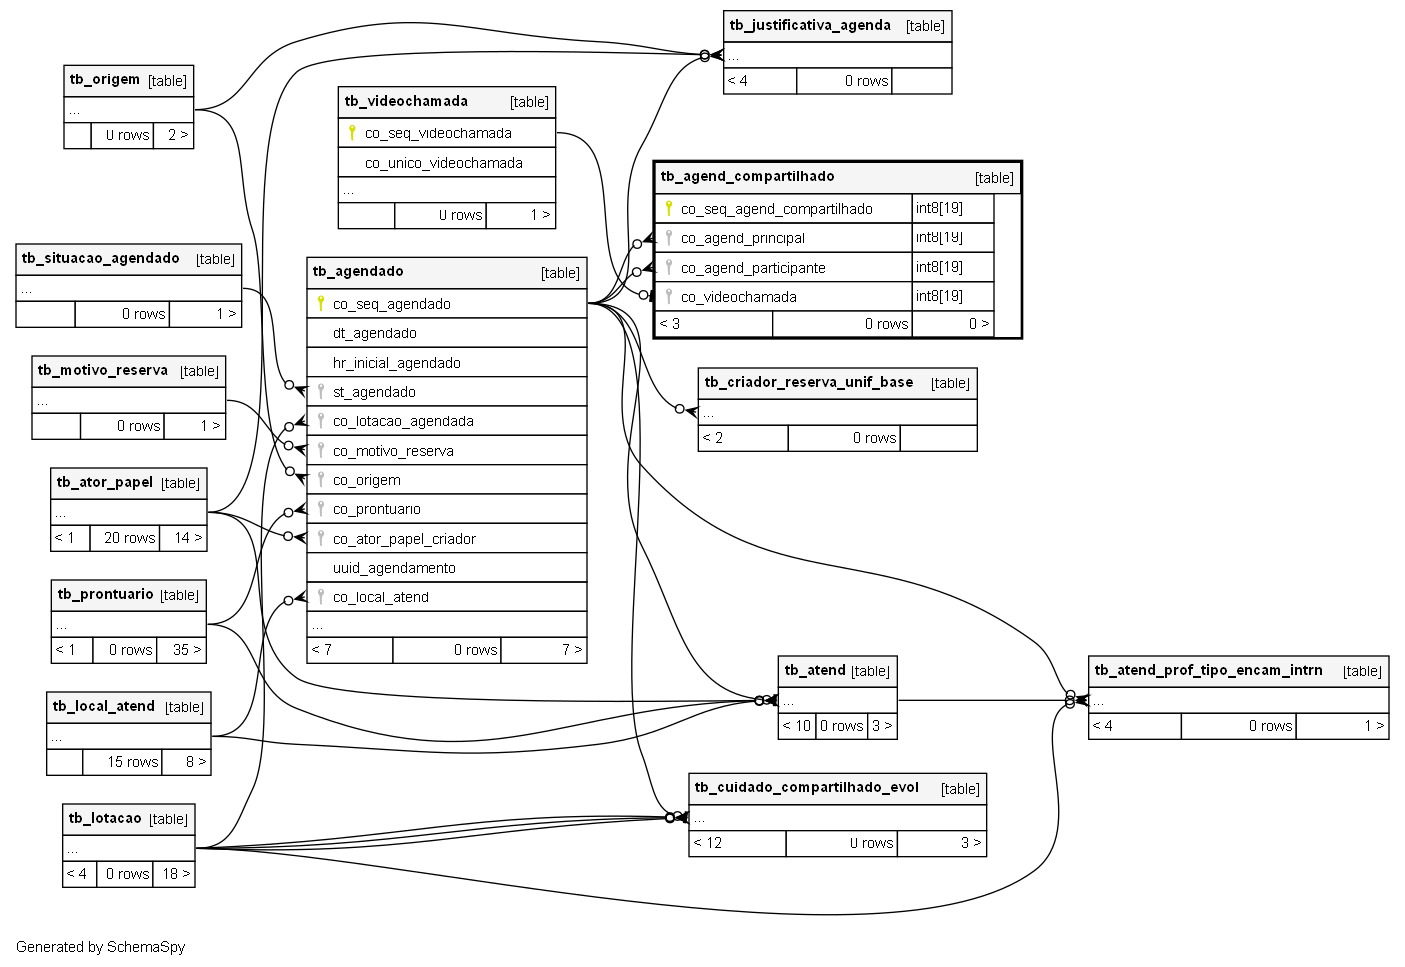 tb_justificativa_agenda [table]
...
< 4 0 rows
tb_origem [table]
...
0 rows 2 >
tb_videochamada [table]
co_seq_videochamada
co_unico_videochamada
...
0 rows 1 >
tb_agend_compartilhado [table]
co_seq_agend_compartilhado int8[19]
co_agend_principal int8[19]
co_agend_participante int8[19]
co_videochamada int8[19]
< 3 0 rows 0 >
tb_situacao_agendado [table]
...
0 rows 1 >
tb_agendado [table]
co_seq_agendado
dt_agendado
hr_inicial_agendado
st_agendado
co_lotacao_agendada
co_motivo_reserva
co_origem
co_prontuario
co_ator_papel_criador
uuid_agendamento
co_local_atend
...
< 7 0 rows 7 >
tb_motivo_reserva [table]
...
0 rows 1 >
tb_criador_reserva_unif_base [table]
...
< 2 0 rows
tb_ator_papel [table]
...
< 1 20 rows 14 >
tb_prontuario [table]
...
< 1 0 rows 35 >
tb_local_atend [table]
...
15 rows 8 >
tb_atend [table]
...
< 10 0 rows 3 >
tb_atend_prof_tipo_encam_intrn [table]
...
< 4 0 rows 1 >
tb_cuidado_compartilhado_evol [table]
...
< 12 0 rows 3 >
tb_lotacao [table]
...
< 4 0 rows 18 >
Generated by SchemaSpy